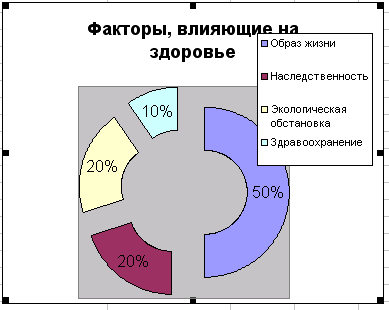 Факторы, влияющие на
здоровье
Образ жизни
Наследственность
Экологическая
обстановка
Здравоохранение
10%
20%
50%
20%